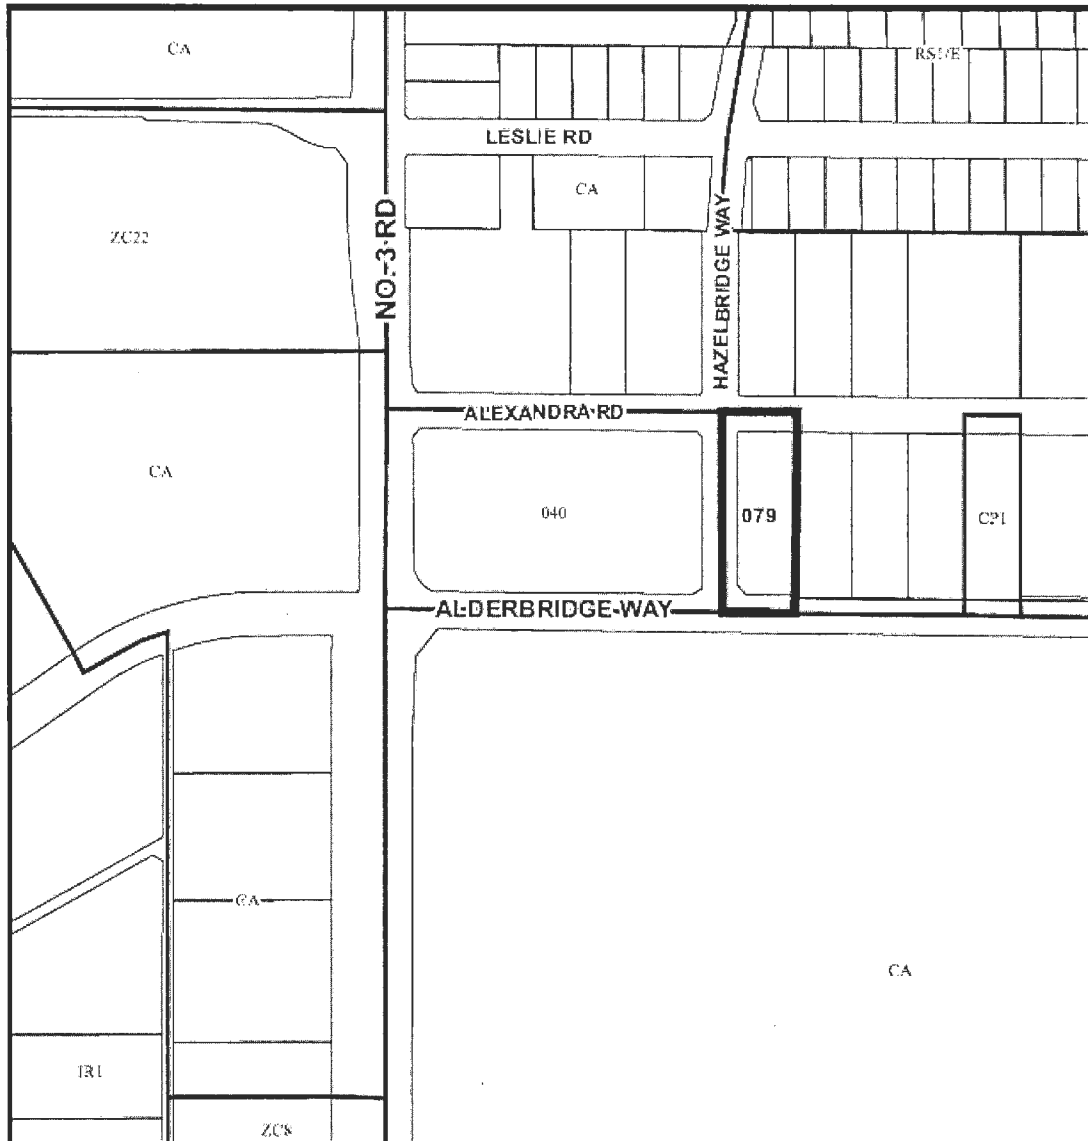 CA
RS1/E
LESLIE RD
CA
NO. 3 RD
HAZELBRIDGE WAY
ZC22
ALEXANDRA RD
CA
040
079
CP1
ALDERBRIDGE WAY
CA
CA
IR1
ZC8